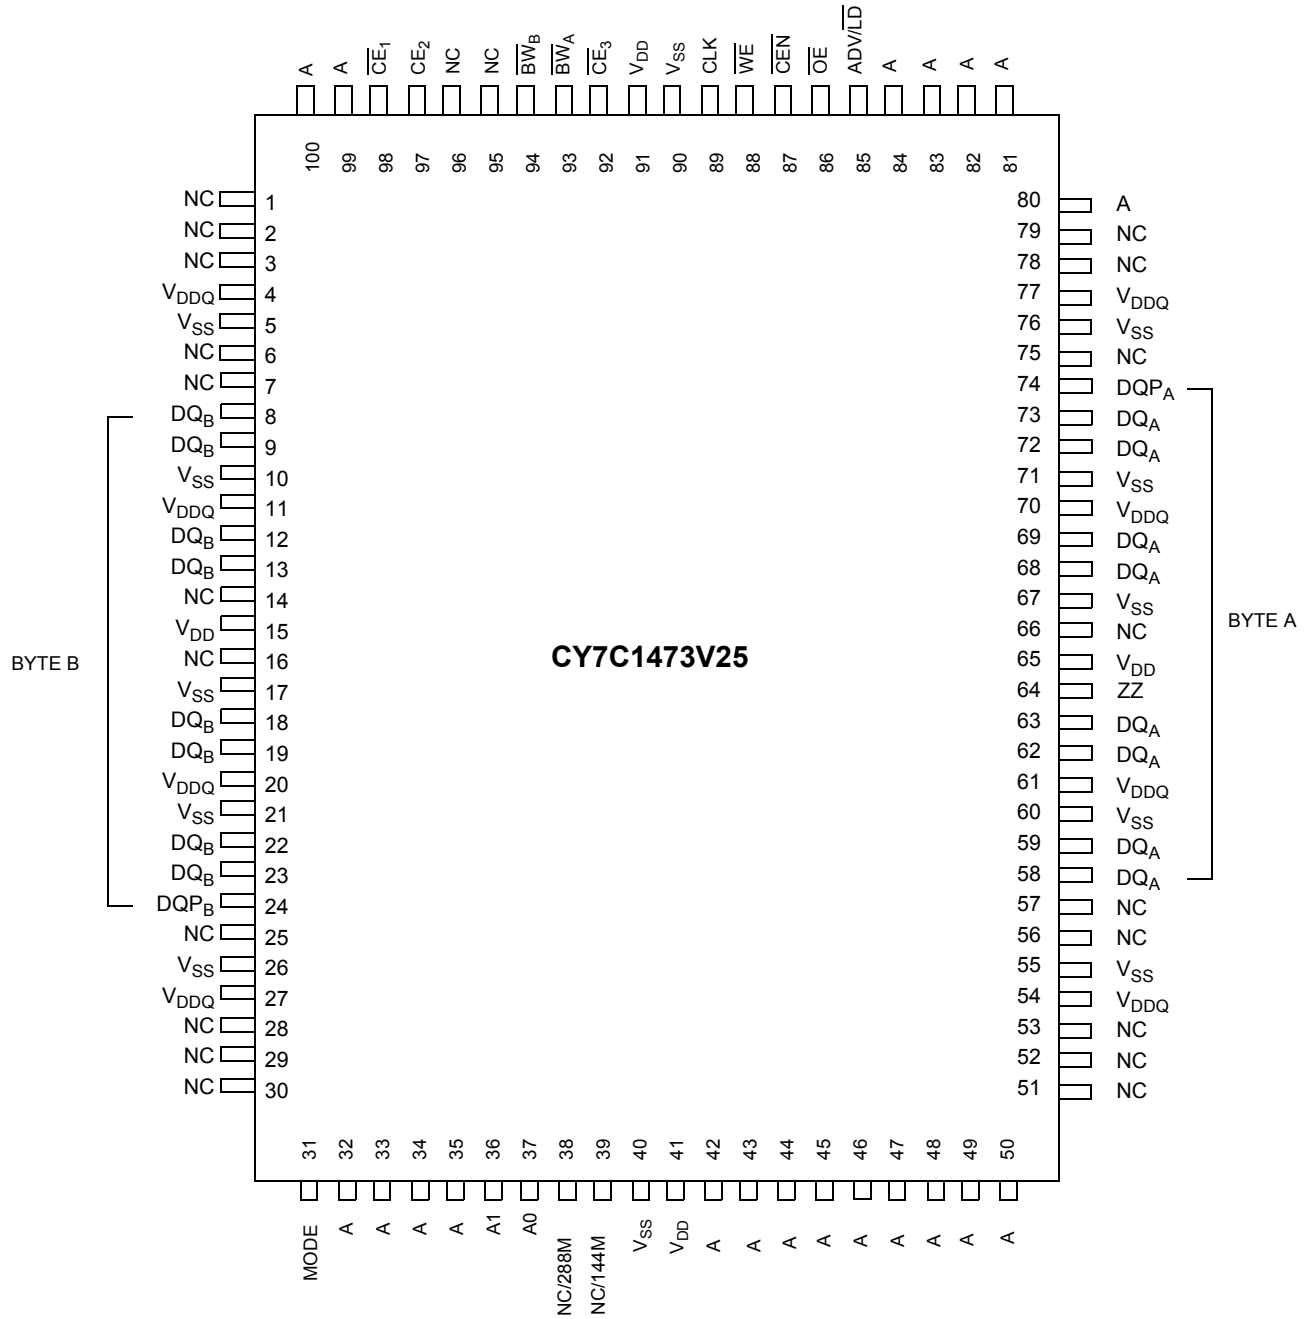 A A CE1 CE2 NC NC BWB BWA CE3 VDD VSS CLK WE CEN OE ADV/LD A A A A
100 99 98 97 96 95 94 93 92 91 90 89 88 87 86 85 84 83 82 81
NC 1 80 A
NC 2 79 NC
NC 3 78 NC
VDDQ 4 77 VDDQ
VSS 5 76 VSS
NC 6 75 NC
NC 7 74 DQPA
DQB 8 73 DQA
DQB 9 72 DQA
VSS 10 71 VSS
VDDQ 11 70 VDDQ
DQB 12 69 DQA
DQB 13 68 DQA
NC 14 67 VSS
VDD 15 66 NC
BYTE A
CY7C1473V25
BYTE B
NC 16 65 VDD
VSS 17 64 ZZ
DQB 18 63 DQA
DQB 19 62 DQA
VDDQ 20 61 VDDQ
VSS 21 60 VSS
DQB 22 59 DQA
DQB 23 58 DQA
DQPB 24 57 NC
NC 25 56 NC
VSS 26 55 VSS
VDDQ 27 54 VDDQ
NC 28 53 NC
NC 29 52 NC
NC 30 51 NC
31 32 33 34 35 36 37 38 39 40 41 42 43 44 45 46 47 48 49 50
MODE A A A A A1 A0 NC/288M NC/144M VSS VDD A A A A A A A A A